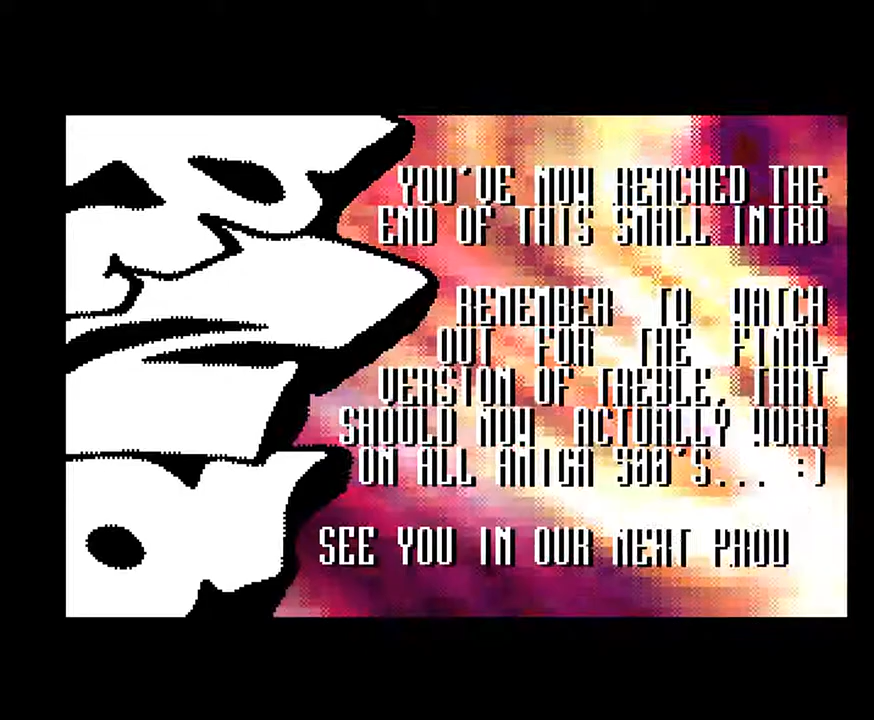 YOU'VE NOW REACHED THE
END OF THIS SMALL INTRO
REMEMBER TO WATCH
OUT FOR THE FINAL
VERSION OF TREBLE, THAT
SHOULD NOW ACTUALLY WORK
ON ALL AMIGA 500'S... :)
SEE YOU IN OUR NEXT PROD